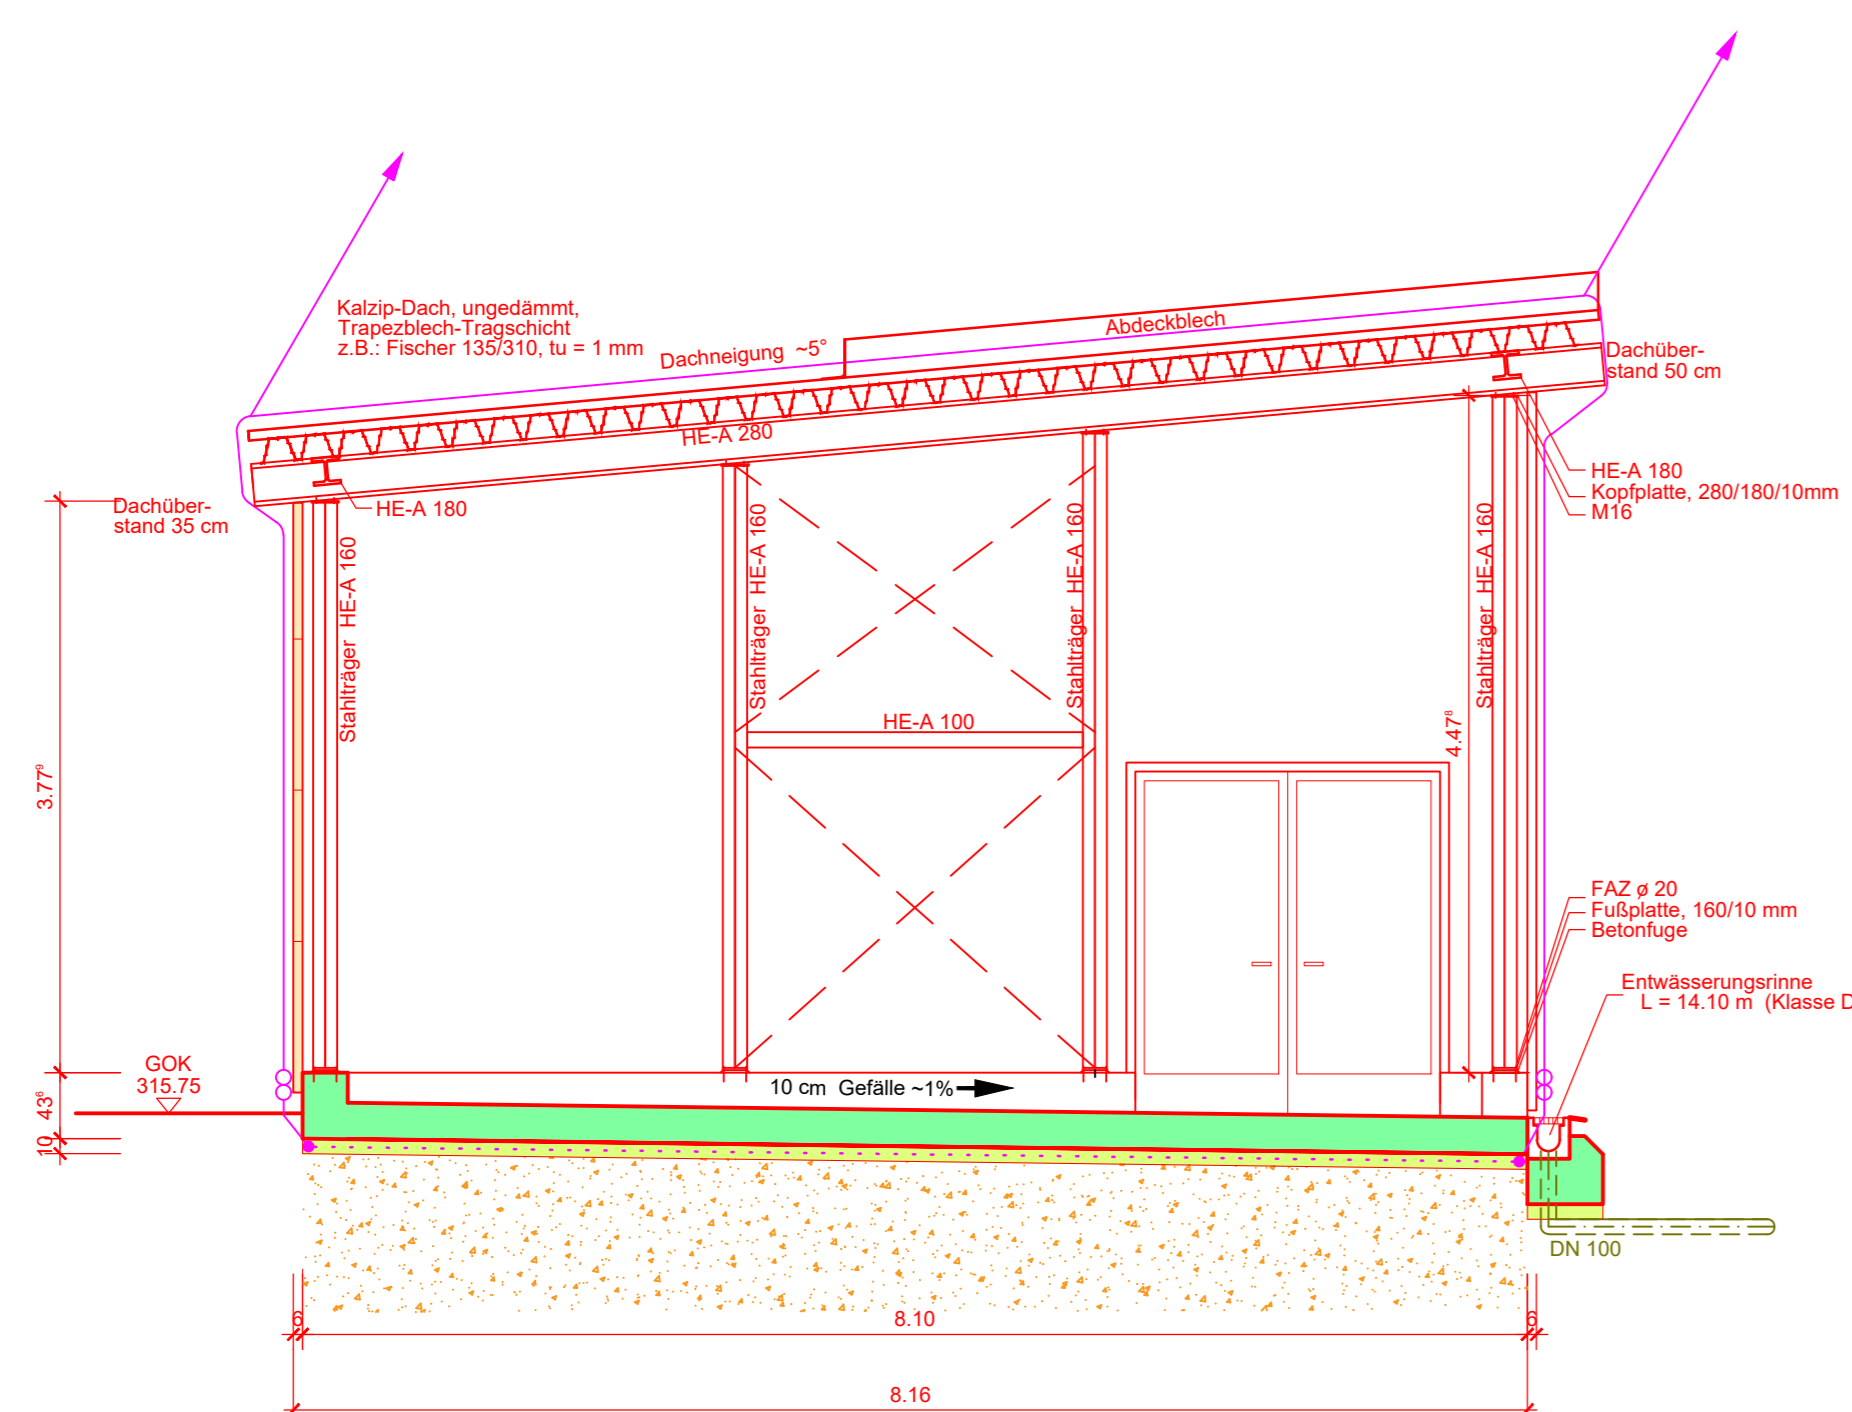 Kalzip-Dach, ungedämmt,
Trapezblech-Tragschicht
z.B.: Fischer 135/310, tu = 1 mm
Dachneigung ~5°
Abdeckblech
Dachüber-
stand 50 cm
HE-A 280
HE-A 180
Kopfplatte, 280/180/10mm
M16
Dachüber-
stand 35 cm
HE-A 180
Stahlträger HE-A 160
Stahlträger HE-A 160
Stahlträger HE-A 160
Stahlträger HE-A 160
HE-A 100
4.47⁸
3.77⁹
FAZ ø 20
Fußplatte, 160/10 mm
Betonfuge
Entwässerungsrinne
L = 14.10 m (Klasse D
GOK
315.75
10 cm Gefälle ~1%
43⁶
10
DN 100
6
8.10
6
8.16